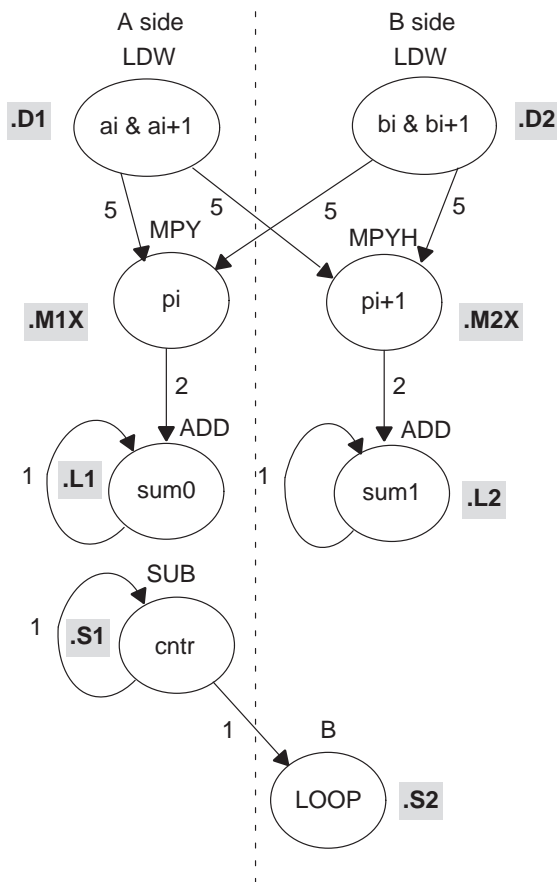 A side
B side
LDW
LDW
.D1
ai & ai+1
bi & bi+1
.D2
5
5
5
5
MPY
MPYH
pi
pi+1
.M1X
.M2X
2
2
ADD
ADD
1
.L1
sum0
1
sum1
.L2
SUB
1
.S1
cntr
1
B
LOOP
.S2